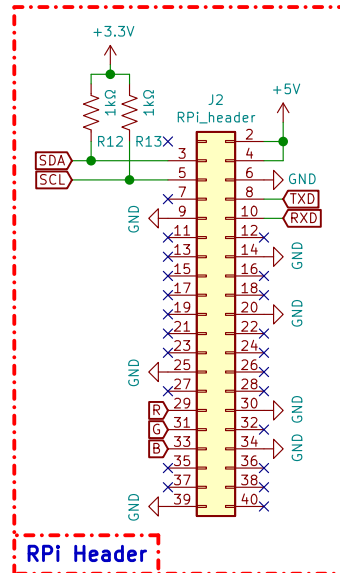 +3.3V
1kΩ
1kΩ
R12
R13
+5V
J2
RPi_header
2
SDA
3
4
SCL
5
6
GND
7
8
TXD
GND
9
10
RXD
11
12
13
14
GND
15
16
17
18
19
20
GND
21
22
23
24
GND
25
26
27
28
R
29
30
GND
G
31
32
B
33
34
GND
35
36
37
38
GND
39
40
RPi Header